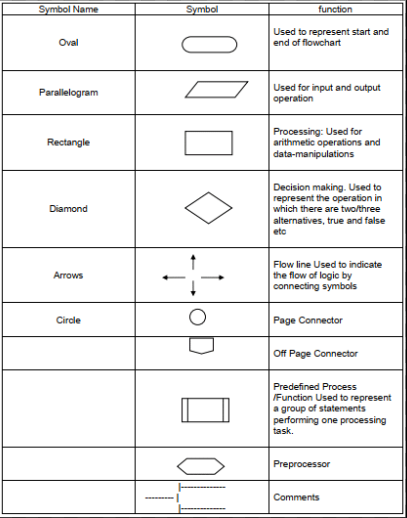 Symbol Name Symbol function
Oval
Used to represent start and
end of flowchart
Parallelogram
Used for input and output
operation
Rectangle
Processing: Used for
arithmetic operations and
data-manipulations
Diamond
Decision making. Used to
represent the operation in
which there are two/three
alternatives, true and false
etc
Arrows
Flow line Used to indicate
the flow of logic by
connecting symbols
Circle
Page Connector
Off Page Connector
Predefined Process
/Function Used to represent
a group of statements
performing one processing
task.
Preprocessor
Comments